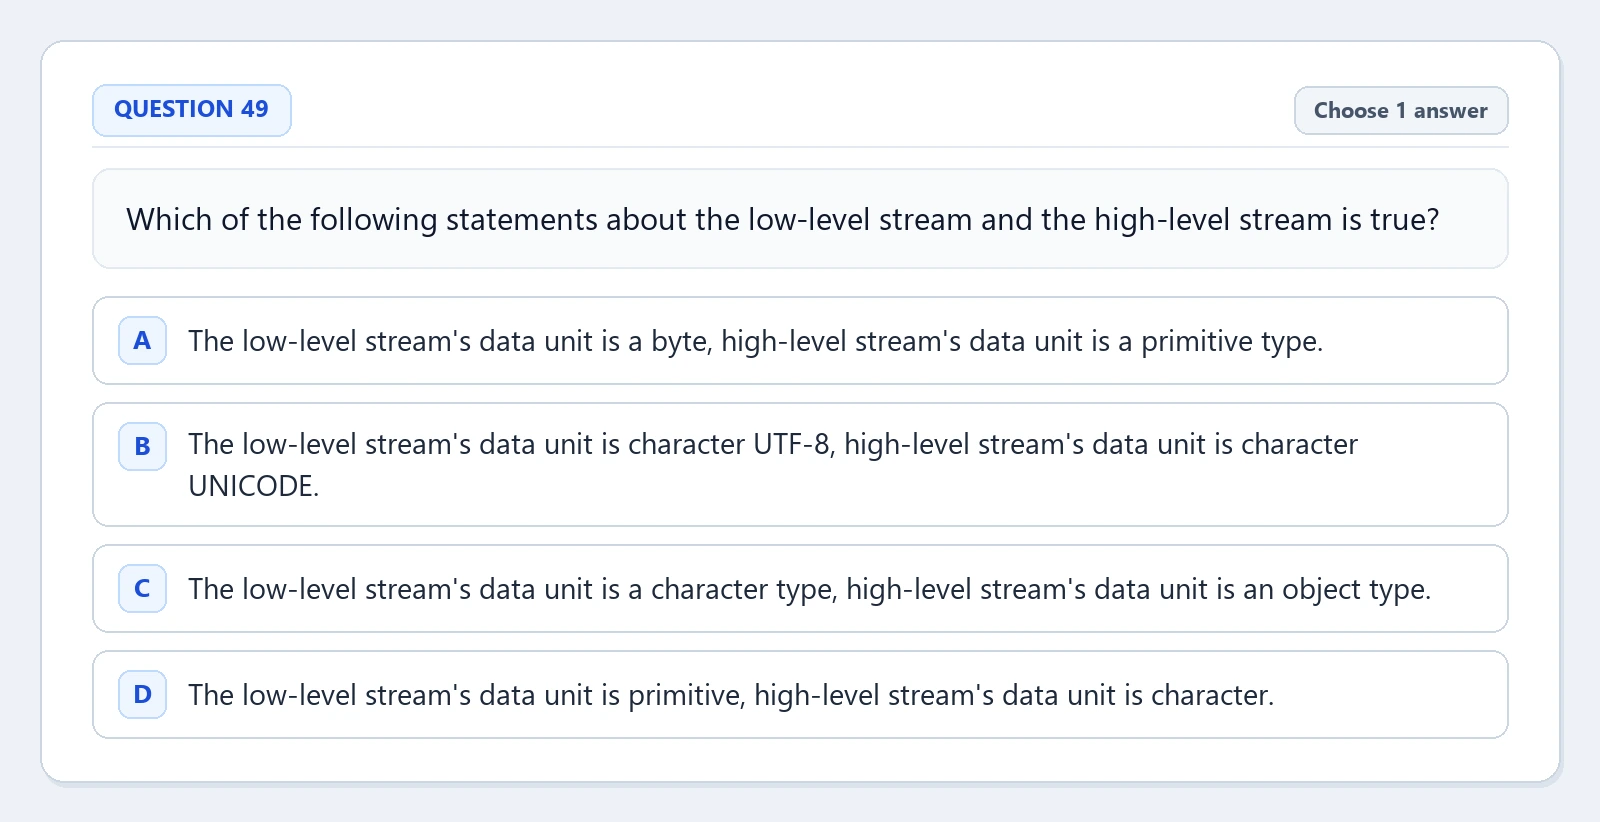 QUESTION 49
Choose 1 answer
Which of the following statements about the low-level stream and the high-level stream is true?
A
The low-level stream's data unit is a byte, high-level stream's data unit is a primitive type.
B
The low-level stream's data unit is character UTF-8, high-level stream's data unit is character
UNICODE.
C
The low-level stream's data unit is a character type, high-level stream's data unit is an object type.
D
The low-level stream's data unit is primitive, high-level stream's data unit is character.